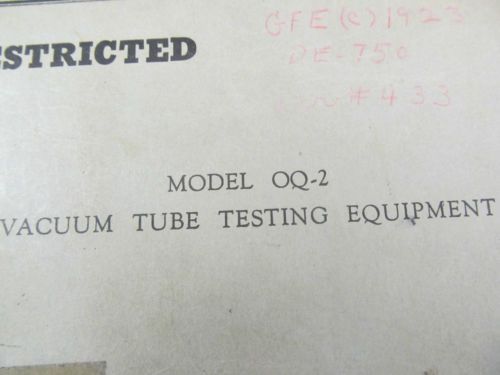 ESTRICTED
GFE (C) 1923
DE-750
#433
MODEL OQ-2
VACUUM TUBE TESTING EQUIPMENT